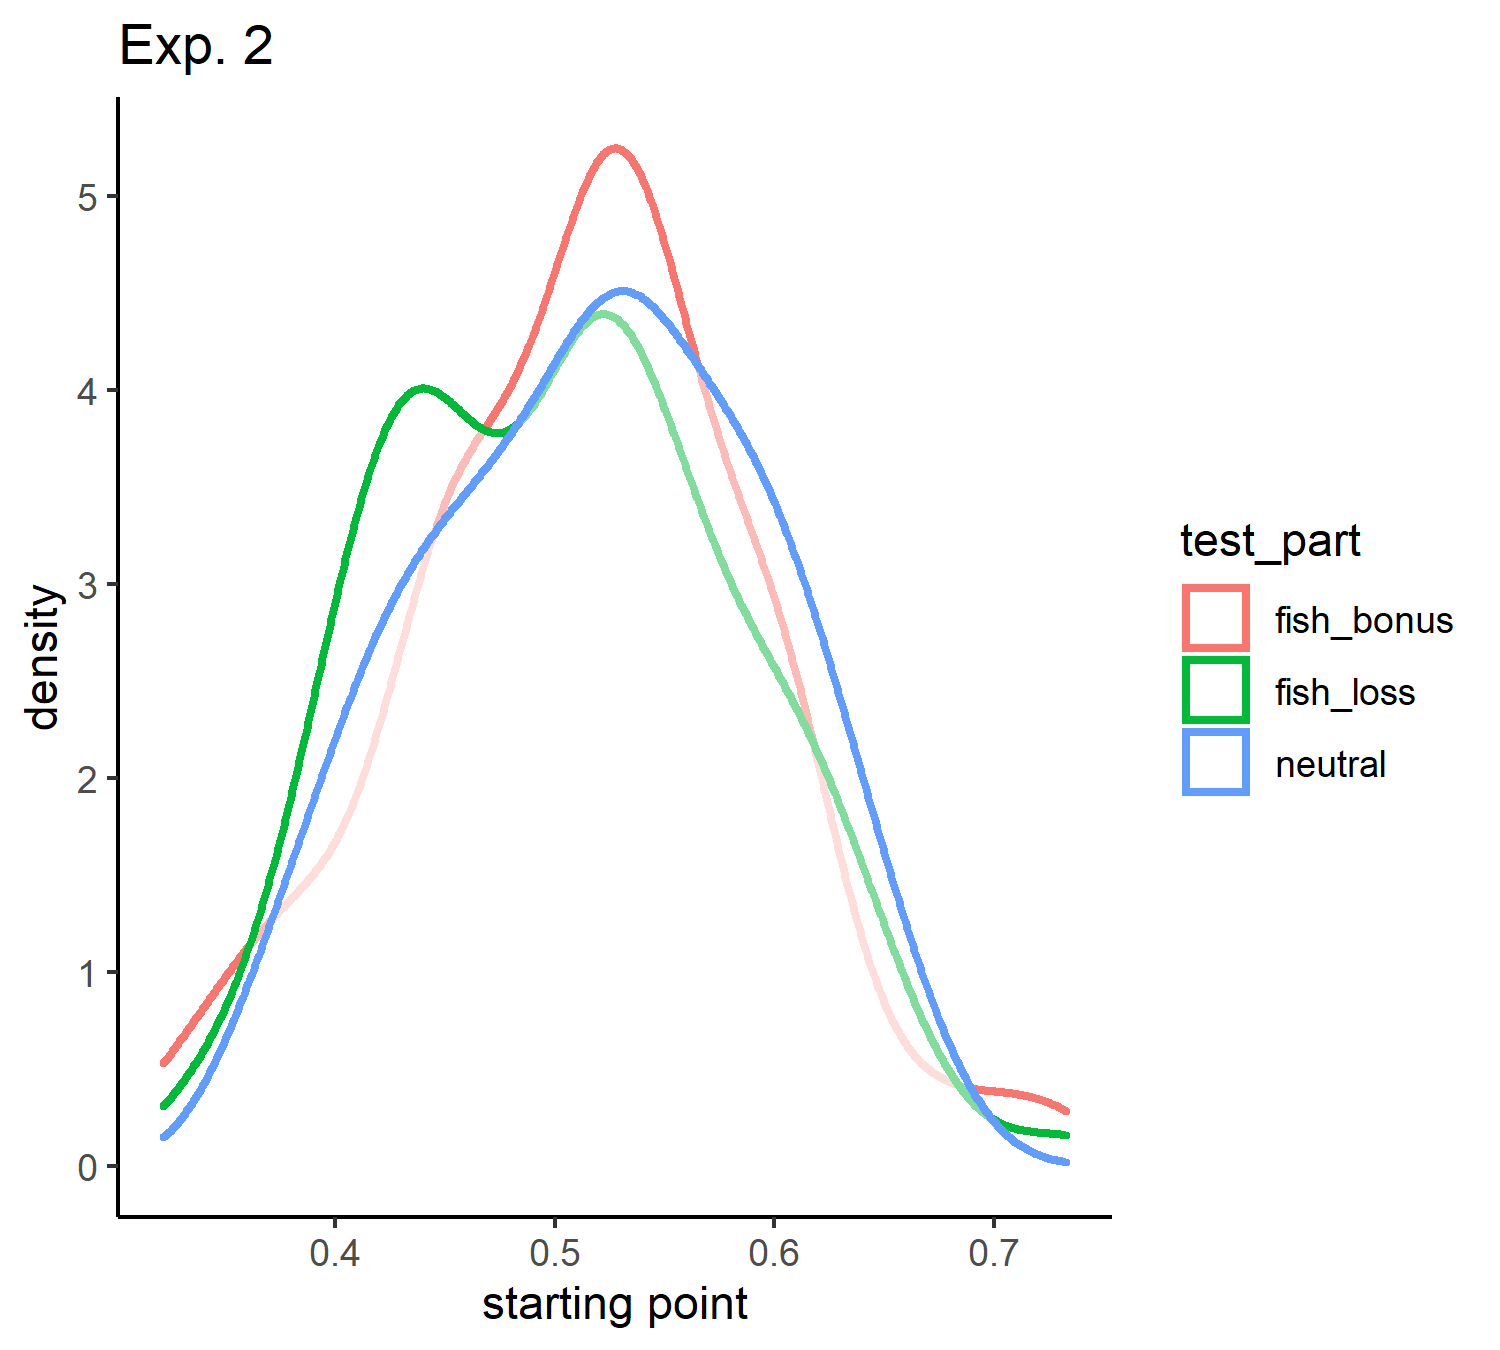 Exp. 2
density
5
4
3
2
1
0
0.4 0.5 0.6 0.7
starting point
test_part
fish_bonus
fish_loss
neutral